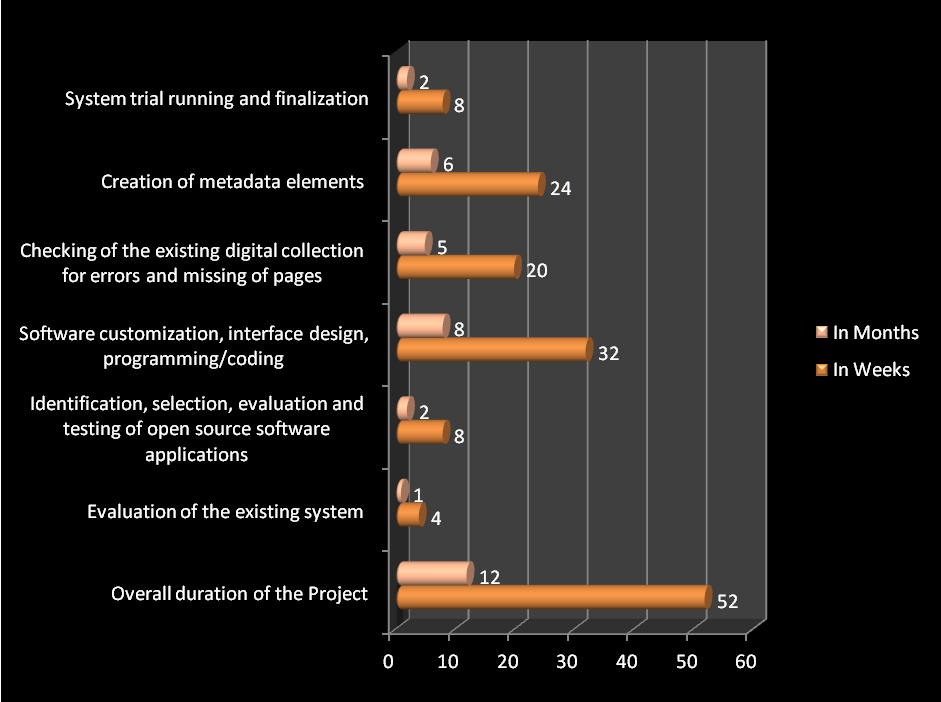 System trial running and finalization
2
8
Creation of metadata elements
6
24
Checking of the existing digital collection
for errors and missing of pages
5
20
Software customization, interface design,
programming/coding
8
32
Identification, selection, evaluation and
testing of open source software
applications
2
8
Evaluation of the existing system
1
4
Overall duration of the Project
12
52
0 10 20 30 40 50 60
In Months
In Weeks